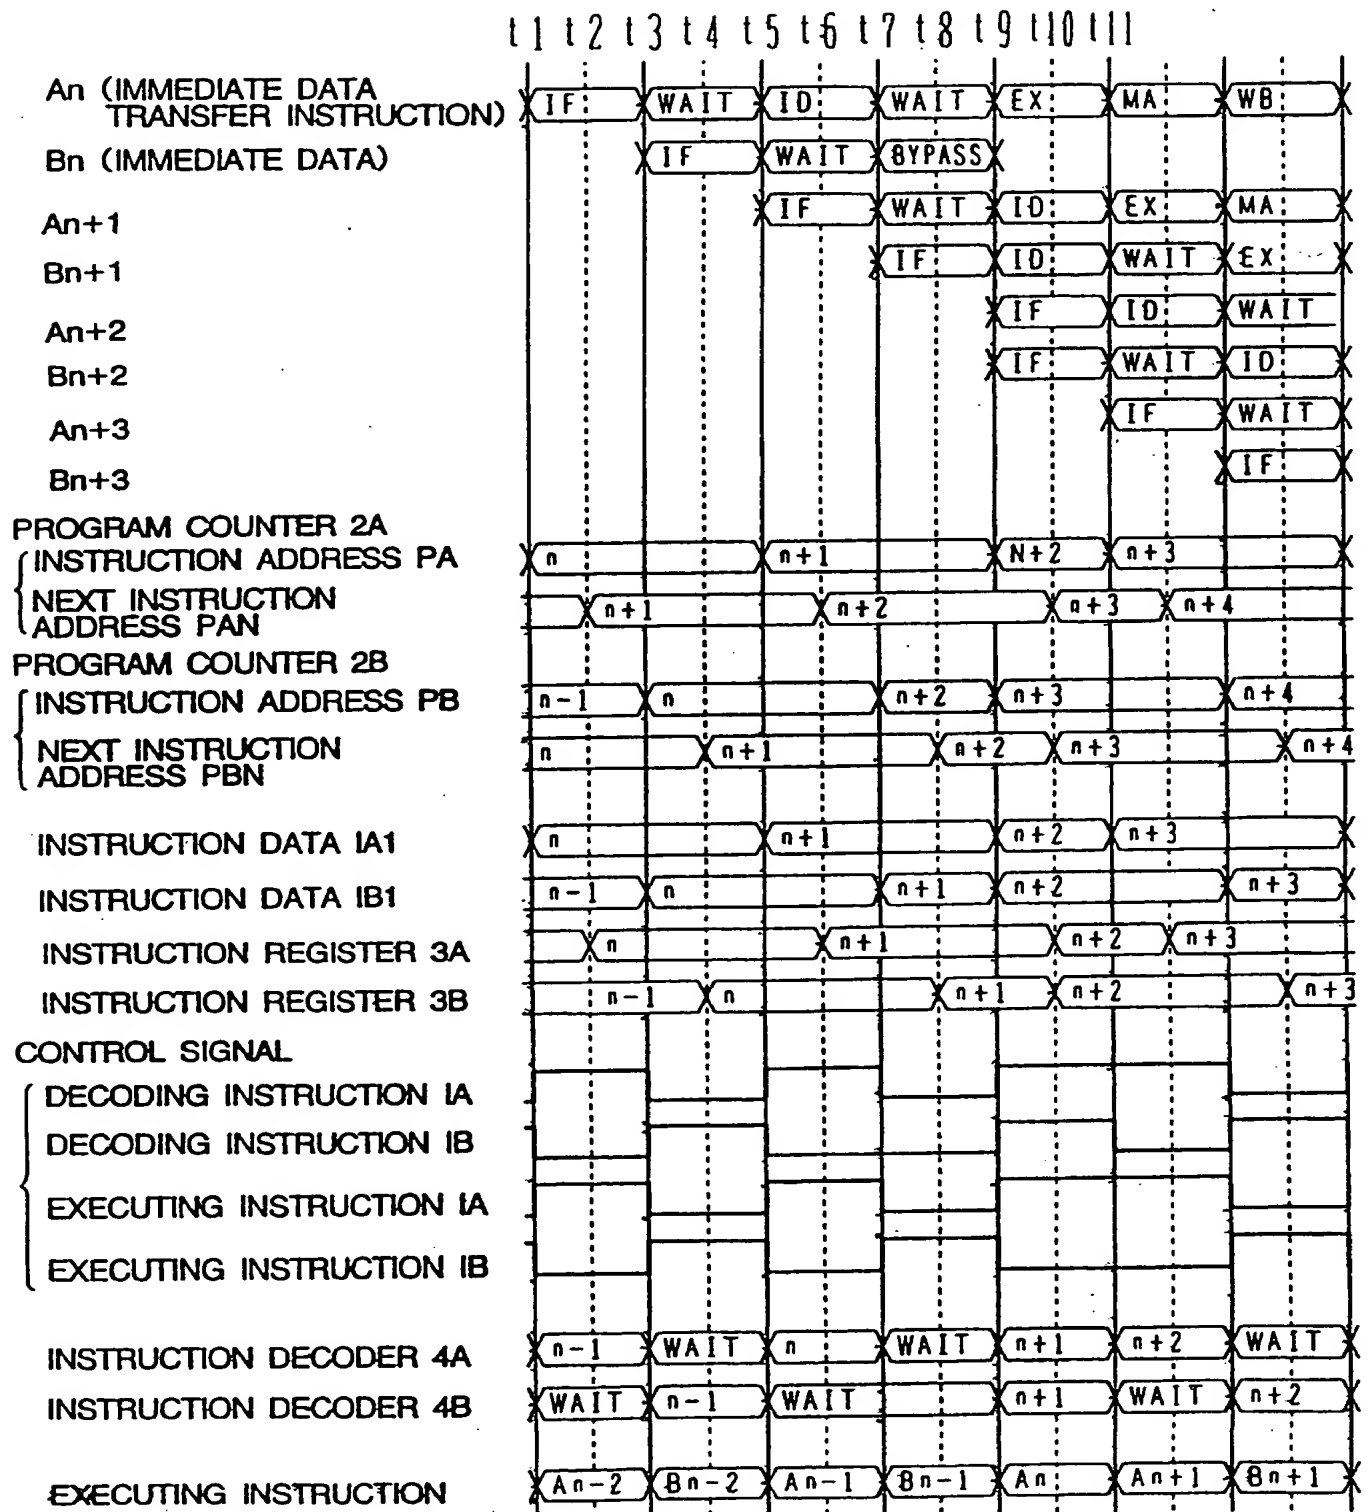 t1 t2 t3 t4 t5 t6 t7 t8 t9 t10 t11
An (IMMEDIATE DATA
TRANSFER INSTRUCTION) IF WAIT ID WAIT EX MA WB
Bn (IMMEDIATE DATA) IF WAIT BYPASS
An+1 IF WAIT ID EX MA
Bn+1 IF ID WAIT EX
An+2 IF ID WAIT
Bn+2 IF WAIT ID
An+3 IF WAIT
Bn+3 IF
PROGRAM COUNTER 2A
INSTRUCTION ADDRESS PA n n+1 N+2 n+3
NEXT INSTRUCTION
ADDRESS PAN n+1 n+2 n+3 n+4
PROGRAM COUNTER 2B
INSTRUCTION ADDRESS PB n-1 n n+2 n+3 n+4
NEXT INSTRUCTION
ADDRESS PBN n n+1 n+2 n+3 n+4
INSTRUCTION DATA IA1 n n+1 n+2 n+3
INSTRUCTION DATA IB1 n-1 n n+1 n+2 n+3
INSTRUCTION REGISTER 3A n n+1 n+2 n+3
INSTRUCTION REGISTER 3B n-1 n n+1 n+2 n+3
CONTROL SIGNAL
DECODING INSTRUCTION IA
DECODING INSTRUCTION IB
EXECUTING INSTRUCTION IA
EXECUTING INSTRUCTION IB
INSTRUCTION DECODER 4A n-1 WAIT n WAIT n+1 n+2 WAIT
INSTRUCTION DECODER 4B WAIT n-1 WAIT n+1 WAIT n+2
EXECUTING INSTRUCTION An-2 Bn-2 An-1 Bn-1 An An+1 Bn+1